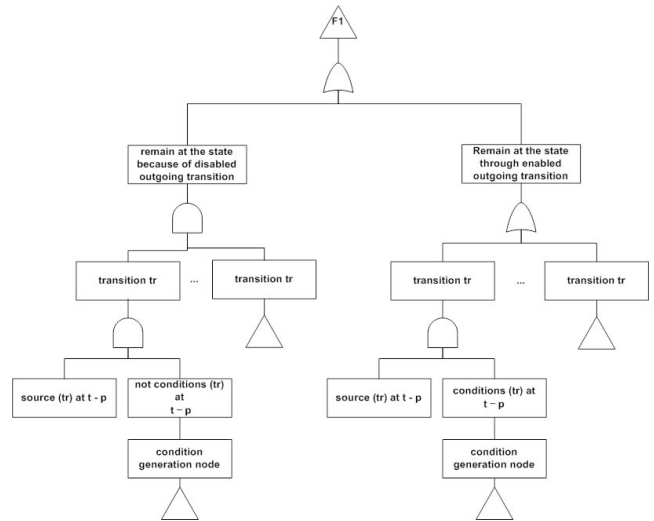 F1
remain at the state
because of disabled
outgoing transition
Remain at the state
through enabled
outgoing transition
transition tr
...
transition tr
transition tr
...
transition tr
source (tr) at t - p
not conditions (tr)
at
t – p
source (tr) at t - p
conditions (tr) at
t – p
condition
generation node
condition
generation node